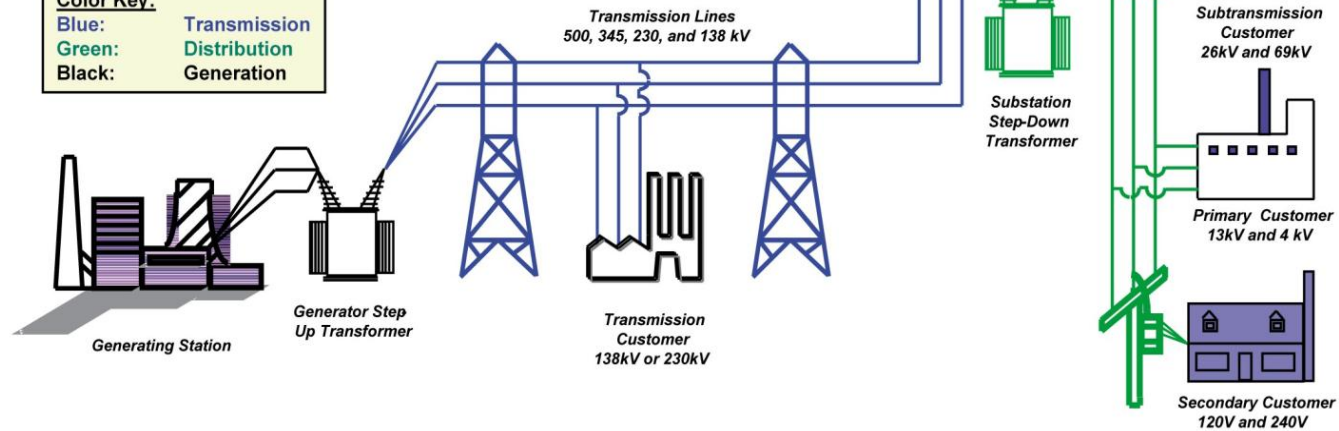 Color Key:
Blue: Transmission
Green: Distribution
Black: Generation
Transmission Lines
500, 345, 230, and 138 kV
Subtransmission
Customer
26kV and 69kV
Substation
Step-Down
Transformer
Primary Customer
13kV and 4 kV
Generating Station
Generator Step
Up Transformer
Transmission
Customer
138kV or 230kV
Secondary Customer
120V and 240V